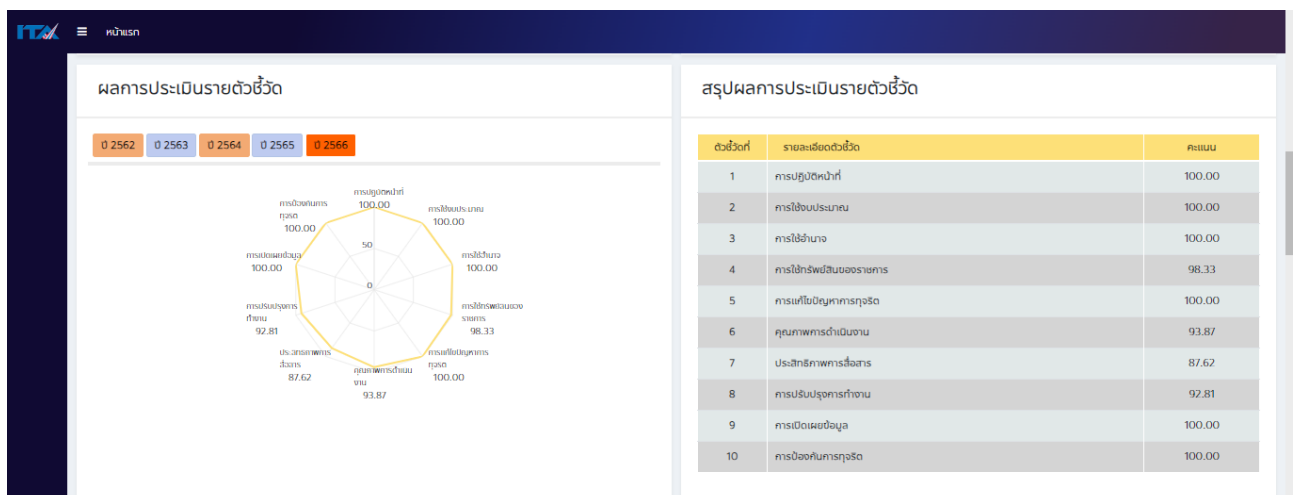 ITA
หน้าแรก
ผลการประเมินรายตัวชี้วัด
ปี 2562 ปี 2563 ปี 2564 ปี 2565 ปี 2566
การปฏิบัติหน้าที่
100.00
การใช้งบประมาณ
100.00
การใช้อำนาจ
100.00
การใช้ทรัพย์สินของ
ราชการ
98.33
การแก้ไขปัญหาการ
ทุจริต
100.00
คุณภาพการดำเนิน
งาน
93.87
ประสิทธิภาพการ
สื่อสาร
87.62
การปรับปรุงการ
ทำงาน
92.81
การเปิดเผยข้อมูล
100.00
การป้องกันการ
ทุจริต
100.00
50
0
สรุปผลการประเมินรายตัวชี้วัด
ตัวชี้วัดที่ รายละเอียดตัวชี้วัด คะแนน
1 การปฏิบัติหน้าที่ 100.00
2 การใช้งบประมาณ 100.00
3 การใช้อำนาจ 100.00
4 การใช้ทรัพย์สินของราชการ 98.33
5 การแก้ไขปัญหาการทุจริต 100.00
6 คุณภาพการดำเนินงาน 93.87
7 ประสิทธิภาพการสื่อสาร 87.62
8 การปรับปรุงการทำงาน 92.81
9 การเปิดเผยข้อมูล 100.00
10 การป้องกันการทุจริต 100.00